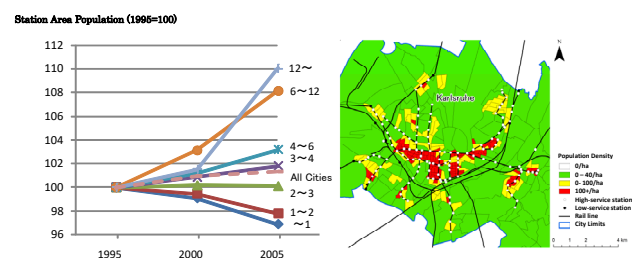 Station Area Population (1995=100)
112
110
108
106
104
102
100
98
96
1995
2000
2005
12～
6～12
4～6
3～4
All Cities
2～3
1～2
～1
Karlsruhe
N
Population Density
0/ha
0－40/ha
0-100/ha
100+/ha
High-service station
Low-service station
Rail line
City Limits
0 1 2 4 km